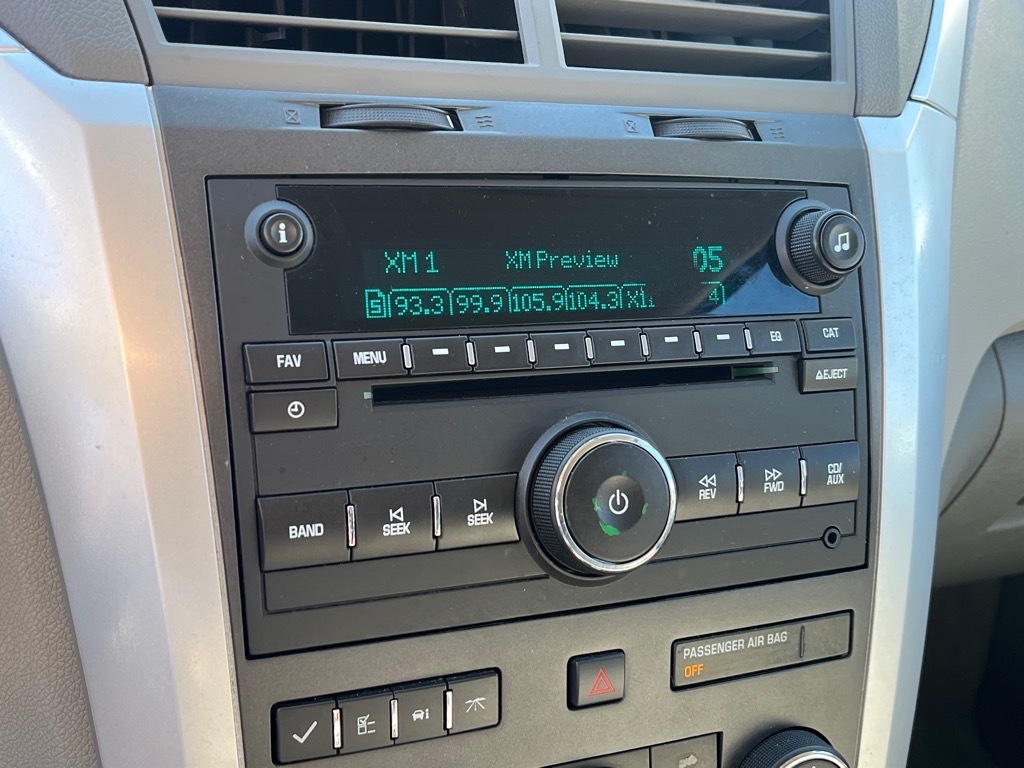 i
XM 1 XM Preview 05
5 93.3 99.9 105.9 104.3 4
FAV MENU EQ CAT
EJECT
BAND SEEK SEEK REV FWD CD/
AUX
PASSENGER AIR BAG
OFF